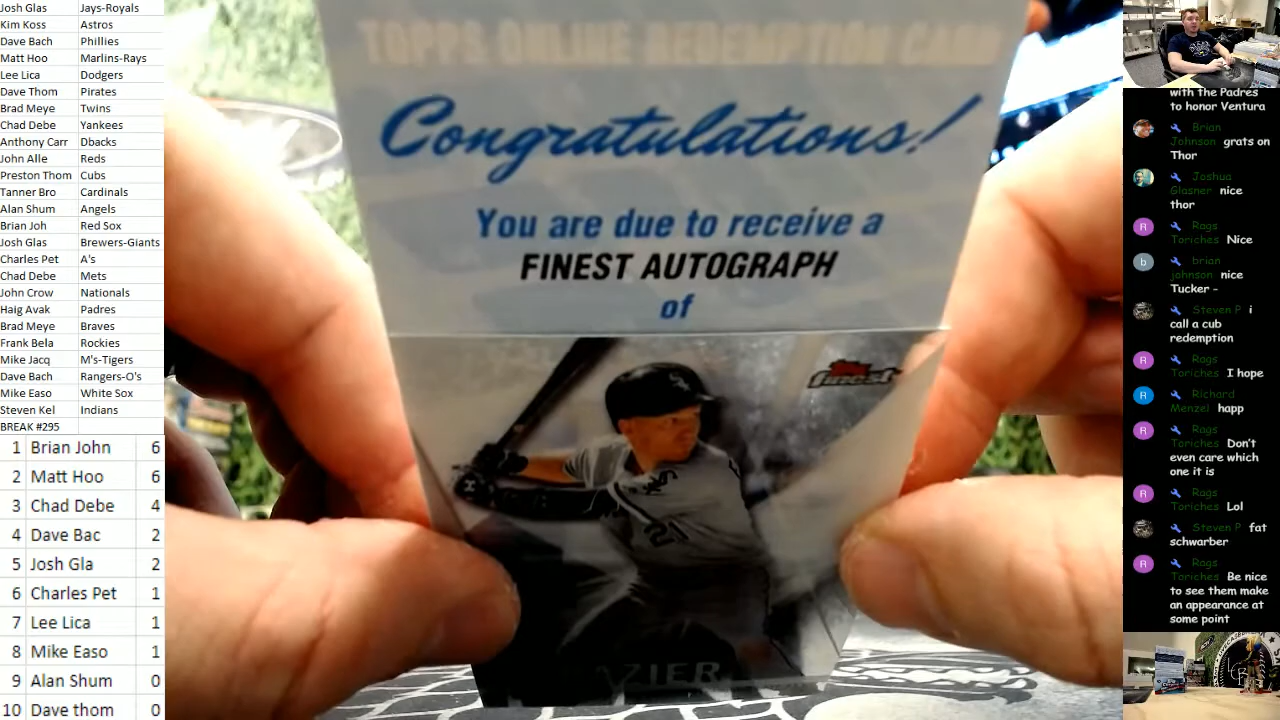 Josh Glas Jays-Royals
Kim Koss Astros
Dave Bach Phillies
Matt Hoo Marlins-Rays
Lee Lica Dodgers
Dave Thom Pirates
Brad Meye Twins
Chad Debe Yankees
Anthony Carr Dbacks
John Alle Reds
Preston Thom Cubs
Tanner Bro Cardinals
Alan Shum Angels
Brian Joh Red Sox
Josh Glas Brewers-Giants
Charles Pet A's
Chad Debe Mets
John Crow Nationals
Haig Avak Padres
Brad Meye Braves
Frank Bela Rockies
Mike Jacq M's-Tigers
Dave Bach Rangers-O's
Mike Easo White Sox
Steven Kel Indians
BREAK #295
1 Brian John 6
2 Matt Hoo 6
3 Chad Debe 4
4 Dave Bac 2
5 Josh Gla 2
6 Charles Pet 1
7 Lee Lica 1
8 Mike Easo 1
9 Alan Shum 0
10 Dave thom 0
TOPPS ONLINE REDEMPTION CARD
Congratulations!
You are due to receive a
FINEST AUTOGRAPH
of
Topps
finest
SOX
21
ZIER
with the Padres
to honor Ventura
Brian
Johnson grats on
Thor
Joshua
Glasner nice
thor
Rags
Toriches Nice
brian
johnson nice
Tucker -
Steven P i
call a cub
redemption
Rags
Toriches I hope
Richard
Menzel happ
Rags
Toriches Don't
even care which
one it is
Rags
Toriches Lol
Steven P fat
schwarber
Rags
Toriches Be nice
to see them make
an appearance at
some point